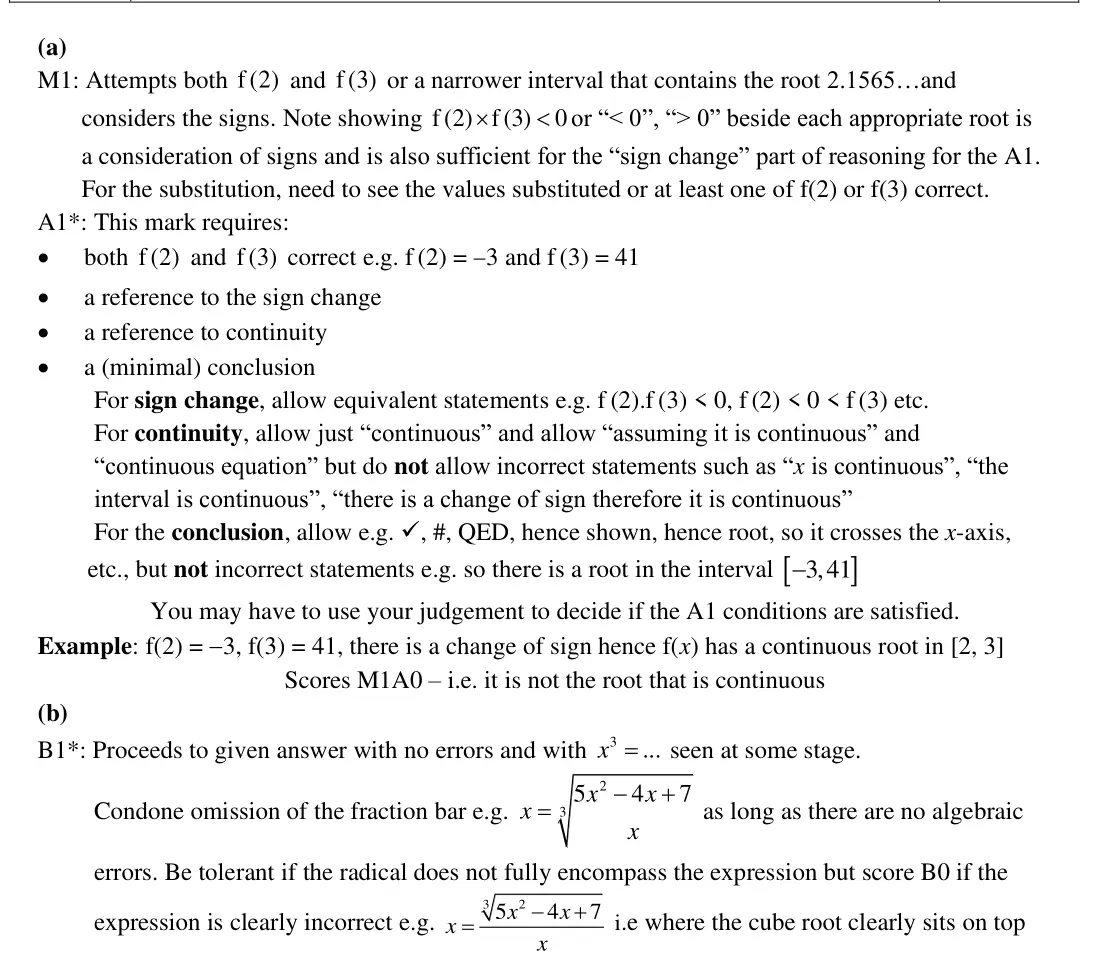 (a)
M1: Attempts both f(2) and f(3) or a narrower interval that contains the root 2.1565…and
considers the signs. Note showing f(2)×f(3)<0 or “< 0”, “> 0” beside each appropriate root is
a consideration of signs and is also sufficient for the “sign change” part of reasoning for the A1.
For the substitution, need to see the values substituted or at least one of f(2) or f(3) correct.
A1*: This mark requires:
• both f(2) and f(3) correct e.g. f(2) = –3 and f(3) = 41
• a reference to the sign change
• a reference to continuity
• a (minimal) conclusion
For sign change, allow equivalent statements e.g. f(2).f(3) < 0, f(2) < 0 < f(3) etc.
For continuity, allow just “continuous” and allow “assuming it is continuous” and
“continuous equation” but do not allow incorrect statements such as “x is continuous”, “the
interval is continuous”, “there is a change of sign therefore it is continuous”
For the conclusion, allow e.g. ✓, #, QED, hence shown, hence root, so it crosses the x-axis,
etc., but not incorrect statements e.g. so there is a root in the interval [−3,41]
You may have to use your judgement to decide if the A1 conditions are satisfied.
Example: f(2) = –3, f(3) = 41, there is a change of sign hence f(x) has a continuous root in [2, 3]
Scores M1A0 – i.e. it is not the root that is continuous
(b)
B1*: Proceeds to given answer with no errors and with x³ = ... seen at some stage.
Condone omission of the fraction bar e.g. x = ∛(5x² − 4x + 7 x) as long as there are no algebraic
errors. Be tolerant if the radical does not fully encompass the expression but score B0 if the
expression is clearly incorrect e.g. x = ∛(5x² − 4x + 7)/x i.e where the cube root clearly sits on top